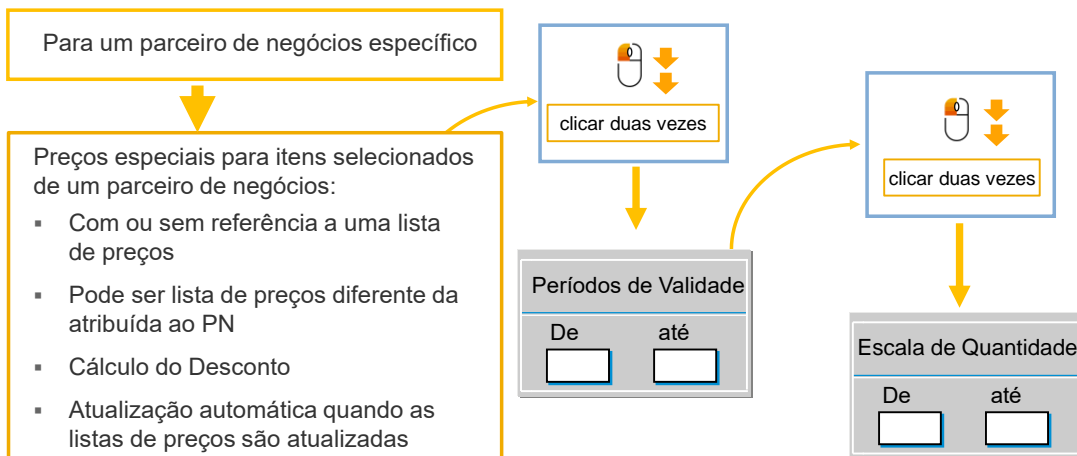 Para um parceiro de negócios específico
Preços especiais para itens selecionados
de um parceiro de negócios:
▪ Com ou sem referência a uma lista
de preços
▪ Pode ser lista de preços diferente da
atribuída ao PN
▪ Cálculo do Desconto
▪ Atualização automática quando as
listas de preços são atualizadas
clicar duas vezes
Períodos de Validade
De até
clicar duas vezes
Escala de Quantidade
De até